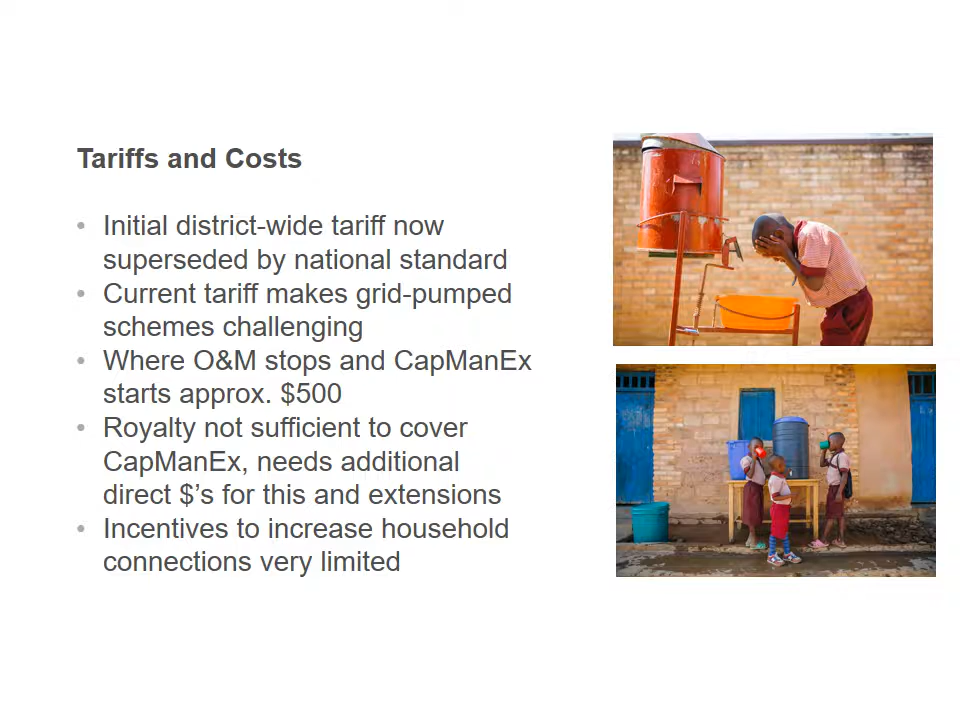 Tariffs and Costs
• Initial district-wide tariff now
superseded by national standard
• Current tariff makes grid-pumped
schemes challenging
• Where O&M stops and CapManEx
starts approx. $500
• Royalty not sufficient to cover
CapManEx, needs additional
direct $'s for this and extensions
• Incentives to increase household
connections very limited